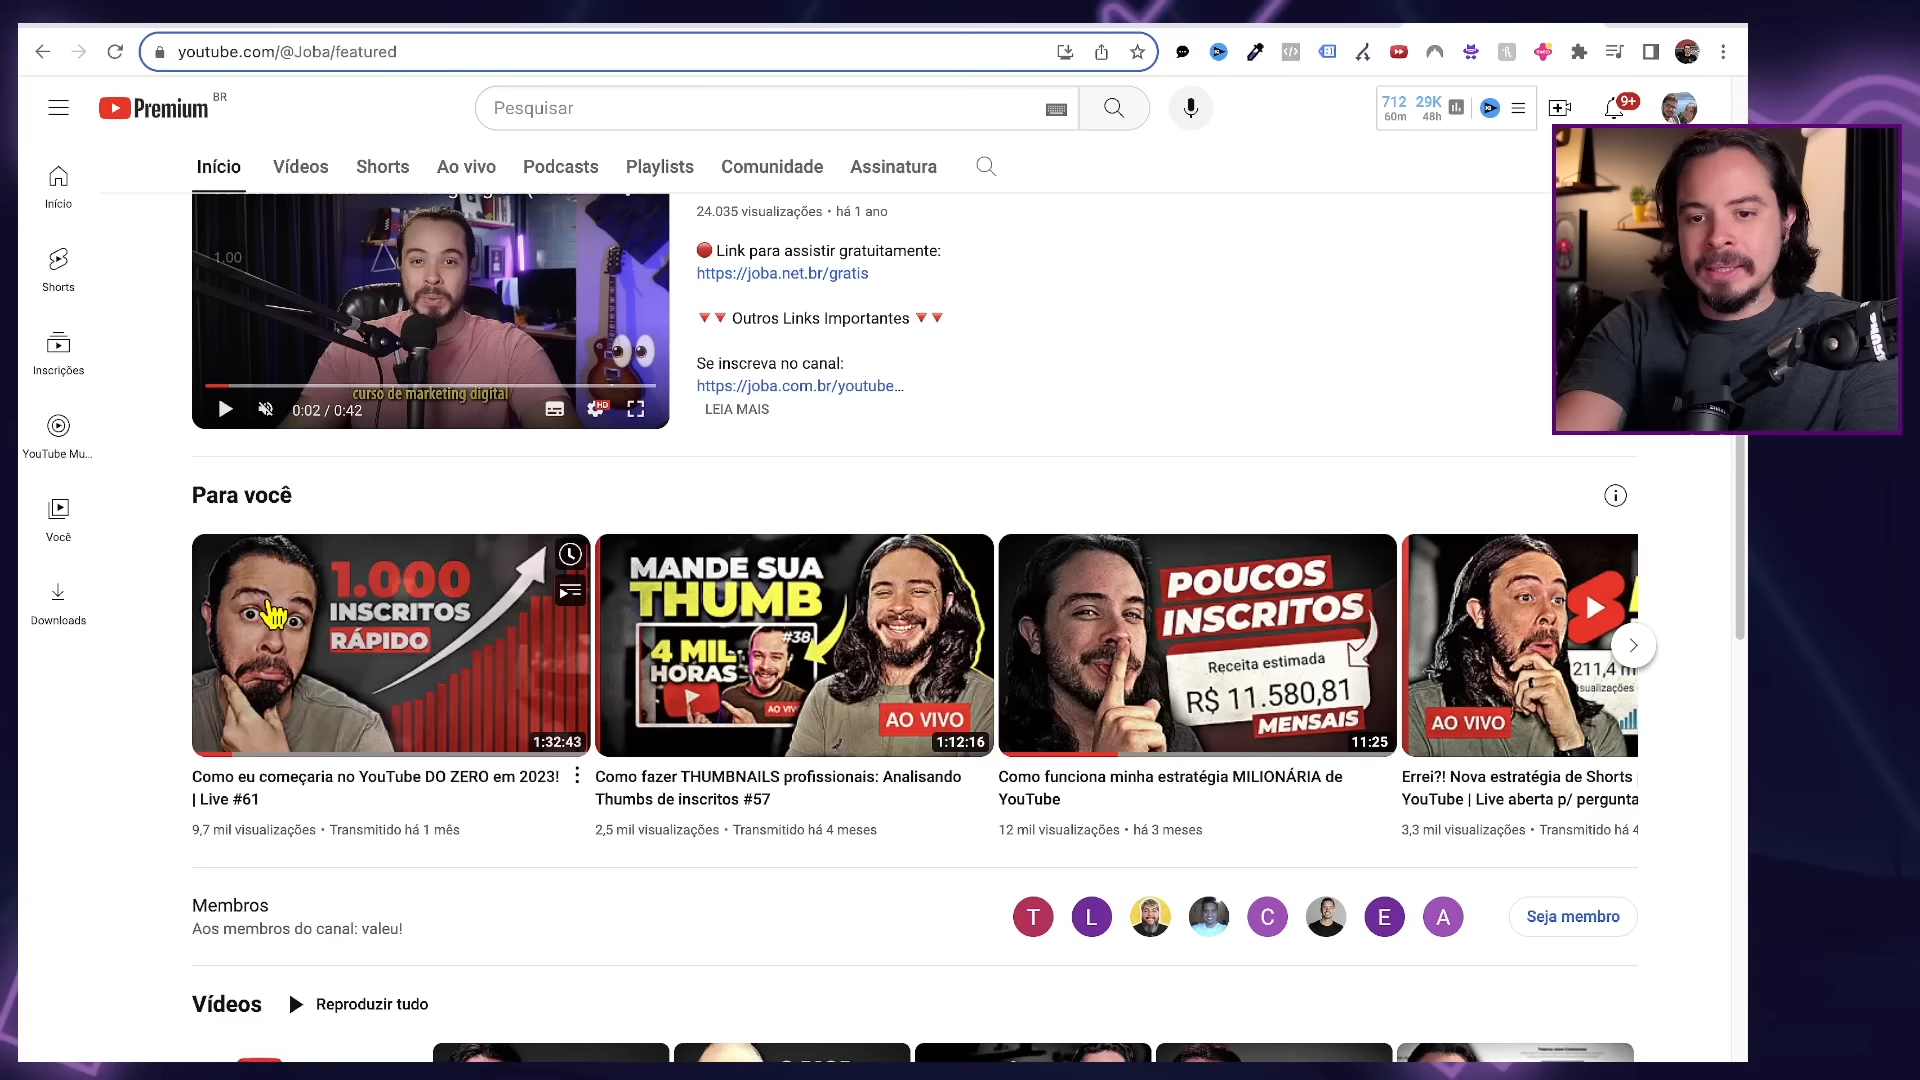 youtube.com/@Joba/featured
Premium
BR
Pesquisar
712
60m
29K
48h
9+
Início
Vídeos
Shorts
Ao vivo
Podcasts
Playlists
Comunidade
Assinatura
Início
Shorts
Inscrições
YouTube Mu...
Você
Downloads
1.00
curso de marketing digital
0:02 / 0:42
HD
24.035 visualizações • há 1 ano
Link para assistir gratuitamente:
https://joba.net.br/gratis
Outros Links Importantes
Se inscreva no canal:
https://joba.com.br/youtube...
LEIA MAIS
Para você
1.000
INSCRITOS
RÁPIDO
1:32:43
MANDE SUA
THUMB
#38
4 MIL
HORAS
AO VIVO
AO VIVO
1:12:16
POUCOS
INSCRITOS
Receita estimada
R$ 11.580,81
MENSAIS
11:25
211,4 m
AO VIVO
Como eu começaria no YouTube DO ZERO em 2023!
| Live #61
9,7 mil visualizações • Transmitido há 1 mês
Como fazer THUMBNAILS profissionais: Analisando
Thumbs de inscritos #57
2,5 mil visualizações • Transmitido há 4 meses
Como funciona minha estratégia MILIONÁRIA de
YouTube
12 mil visualizações • há 3 meses
Errei?! Nova estratégia de Shorts
YouTube | Live aberta p/ pergunta
3,3 mil visualizações • Transmitido há 4
Membros
Aos membros do canal: valeu!
T
L
C
E
A
Seja membro
Vídeos
Reproduzir tudo